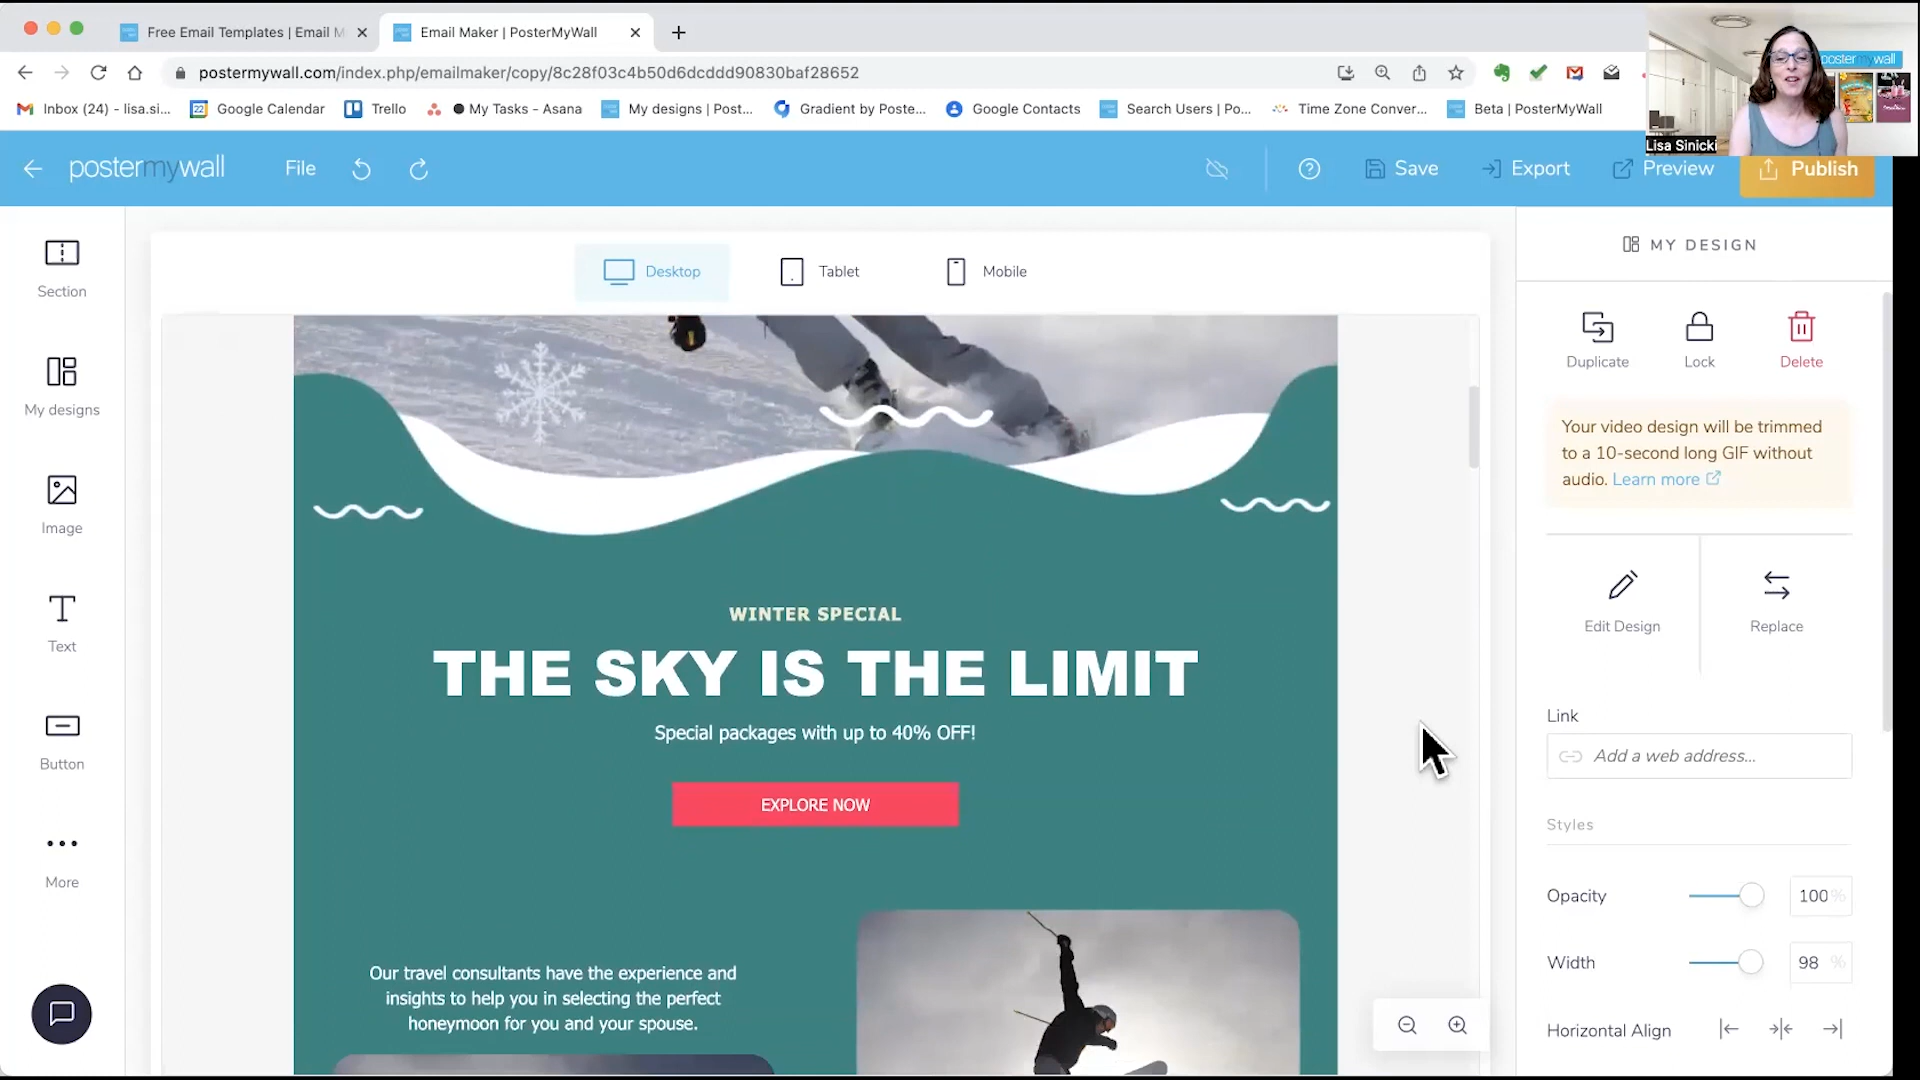 Free Email Templates | Email M
Email Maker | PosterMyWall
postermywall.com/index.php/emailmaker/copy/8c28f03c4b50d6dcddd90830baf28652
Inbox (24) - lisa.si...
22
Google Calendar
Trello
My Tasks - Asana
My designs | Post...
Gradient by Poste...
Google Contacts
Search Users | Po...
Time Zone Conver...
Beta | PosterMyWall
postermywall
Lisa Sinicki
postermywall
File
Save
Export
Preview
Publish
Section
My designs
Image
Text
Button
More
Desktop
Tablet
Mobile
WINTER SPECIAL
THE SKY IS THE LIMIT
Special packages with up to 40% OFF!
EXPLORE NOW
Our travel consultants have the experience and
insights to help you in selecting the perfect
honeymoon for you and your spouse.
MY DESIGN
Duplicate
Lock
Delete
Your video design will be trimmed
to a 10-second long GIF without
audio. Learn more
Edit Design
Replace
Link
Add a web address...
Styles
Opacity
100%
Width
98 %
Horizontal Align